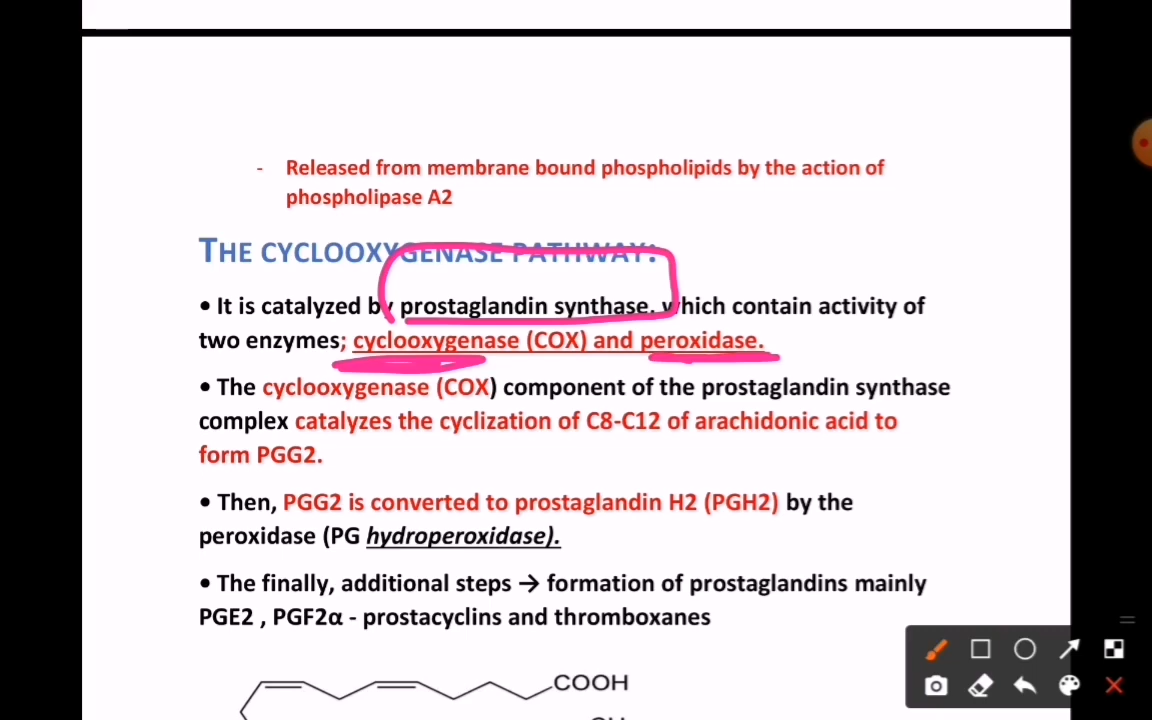 - Released from membrane bound phospholipids by the action of
phospholipase A2
THE CYCLOOXYGENASE PATHWAY:
• It is catalyzed by prostaglandin synthase, which contain activity of
two enzymes; cyclooxygenase (COX) and peroxidase.
• The cyclooxygenase (COX) component of the prostaglandin synthase
complex catalyzes the cyclization of C8-C12 of arachidonic acid to
form PGG2.
• Then, PGG2 is converted to prostaglandin H2 (PGH2) by the
peroxidase (PG hydroperoxidase).
• The finally, additional steps → formation of prostaglandins mainly
PGE2 , PGF2α - prostacyclins and thromboxanes
COOH